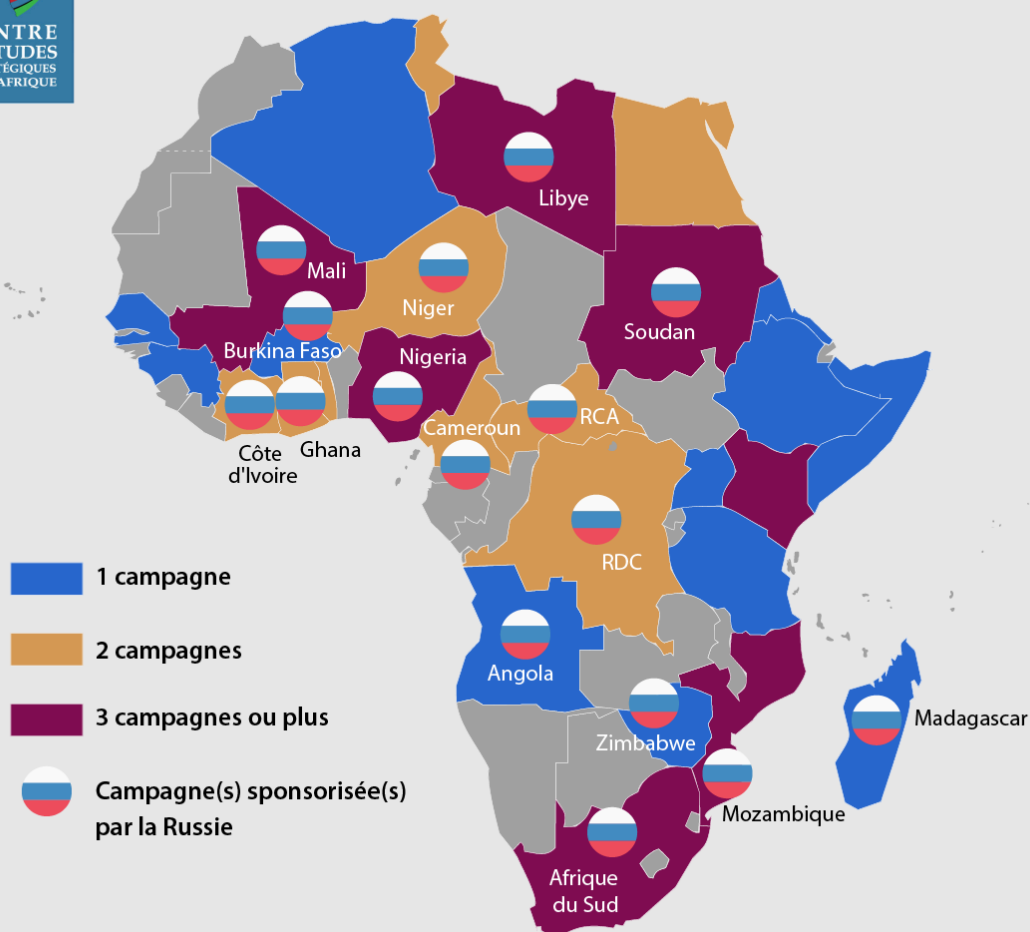 NTRE
TUDES
TÉGIQUES
AFRIQUE
Libye
Mali
Niger
Soudan
Burkina Faso
Nigeria
Cameroun
RCA
Côte
d'Ivoire
Ghana
RDC
1 campagne
2 campagnes
3 campagnes ou plus
Campagne(s) sponsorisée(s)
par la Russie
Angola
Zimbabwe
Madagascar
Mozambique
Afrique
du Sud